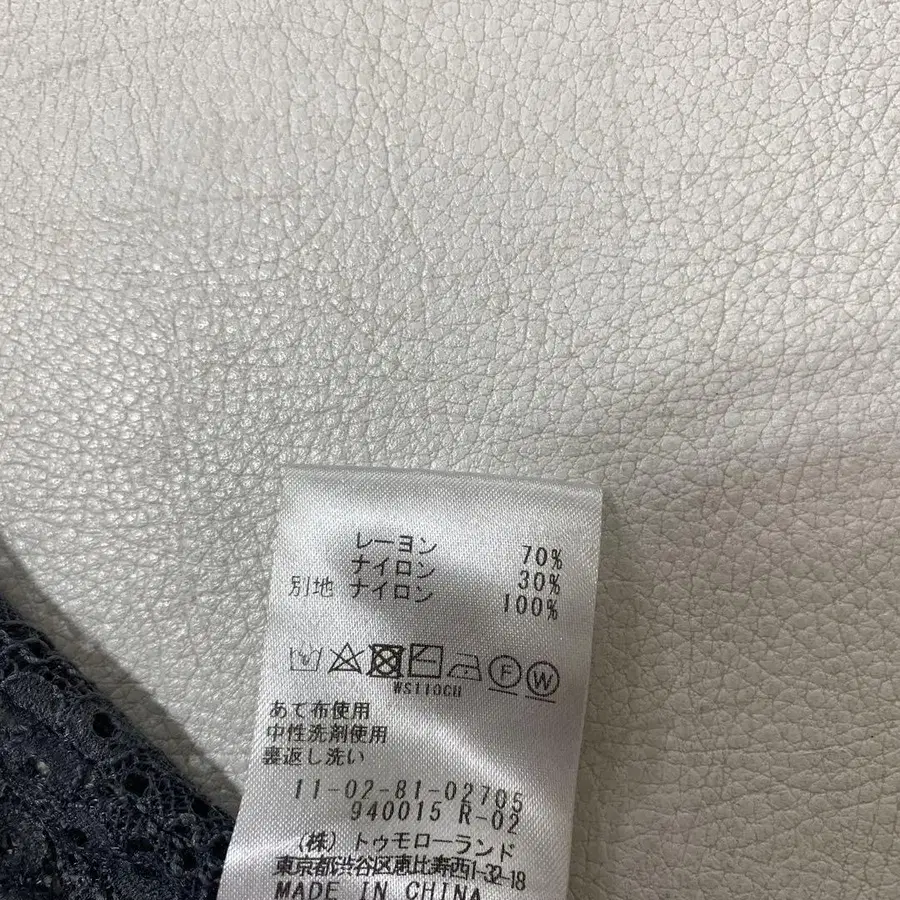 レーヨン 70%
ナイロン 30%
別地 ナイロン 100%
F W
WS110CU
あて布使用
中性洗剤使用
裏返し洗い
11-02-81-02705
940015 R-02
(株) トゥモローランド
東京都渋谷区恵比寿西1-32-18
MADE IN CHINA